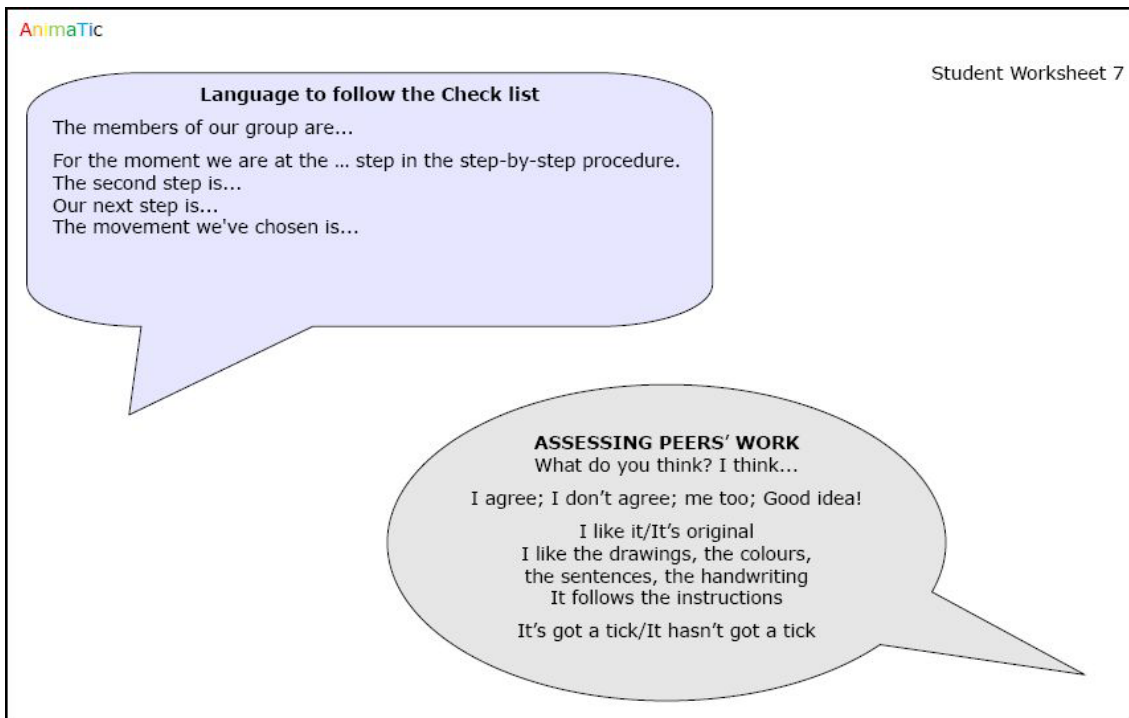 AnimaTic
Student Worksheet 7
Language to follow the Check list
The members of our group are...
For the moment we are at the ... step in the step-by-step procedure.
The second step is...
Our next step is...
The movement we've chosen is...
ASSESSING PEERS’ WORK
What do you think? I think...
I agree; I don’t agree; me too; Good idea!
I like it/It’s original
I like the drawings, the colours,
the sentences, the handwriting
It follows the instructions
It’s got a tick/It hasn’t got a tick